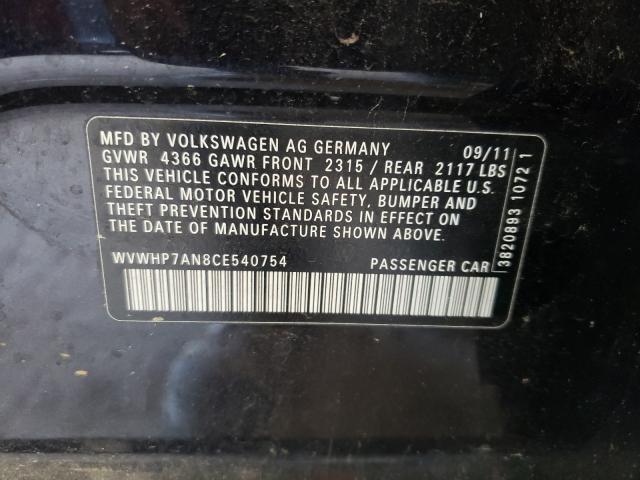 MFD BY VOLKSWAGEN AG GERMANY 09/11
GVWR 4366 GAWR FRONT 2315 / REAR 2117 LBS
THIS VEHICLE CONFORMS TO ALL APPLICABLE U.S.
FEDERAL MOTOR VEHICLE SAFETY, BUMPER AND
THEFT PREVENTION STANDARDS IN EFFECT ON
THE DATE OF MANUFACTURE SHOWN ABOVE.
WVWHP7AN8CE540754 PASSENGER CAR
3820893 10721